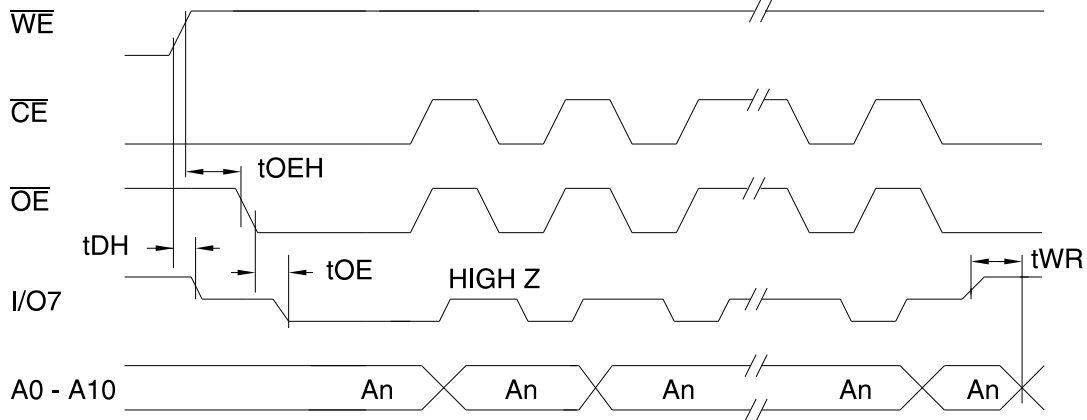 WE
CE
tOEH
OE
tDH
tOE
HIGH Z
tWR
I/O7
A0 - A10
An
An
An
An
An